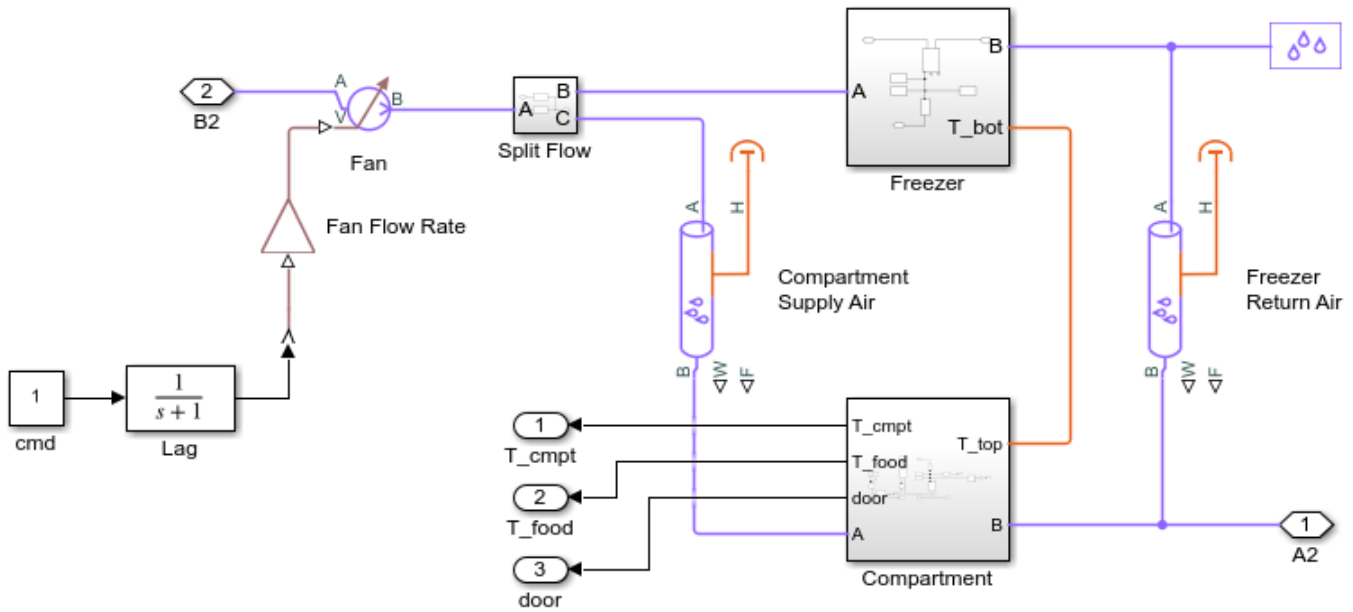 2
B2
A
V
B
Fan
Fan Flow Rate
1
cmd
1
s + 1
Lag
A
B
C
Split Flow
A
B
T_bot
Freezer
A
H
Compartment
Supply Air
B
W
F
A
H
Freezer
Return Air
B
W
F
1
T_cmpt
2
T_food
3
door
T_cmpt
T_food
door
A
T_top
B
Compartment
1
A2